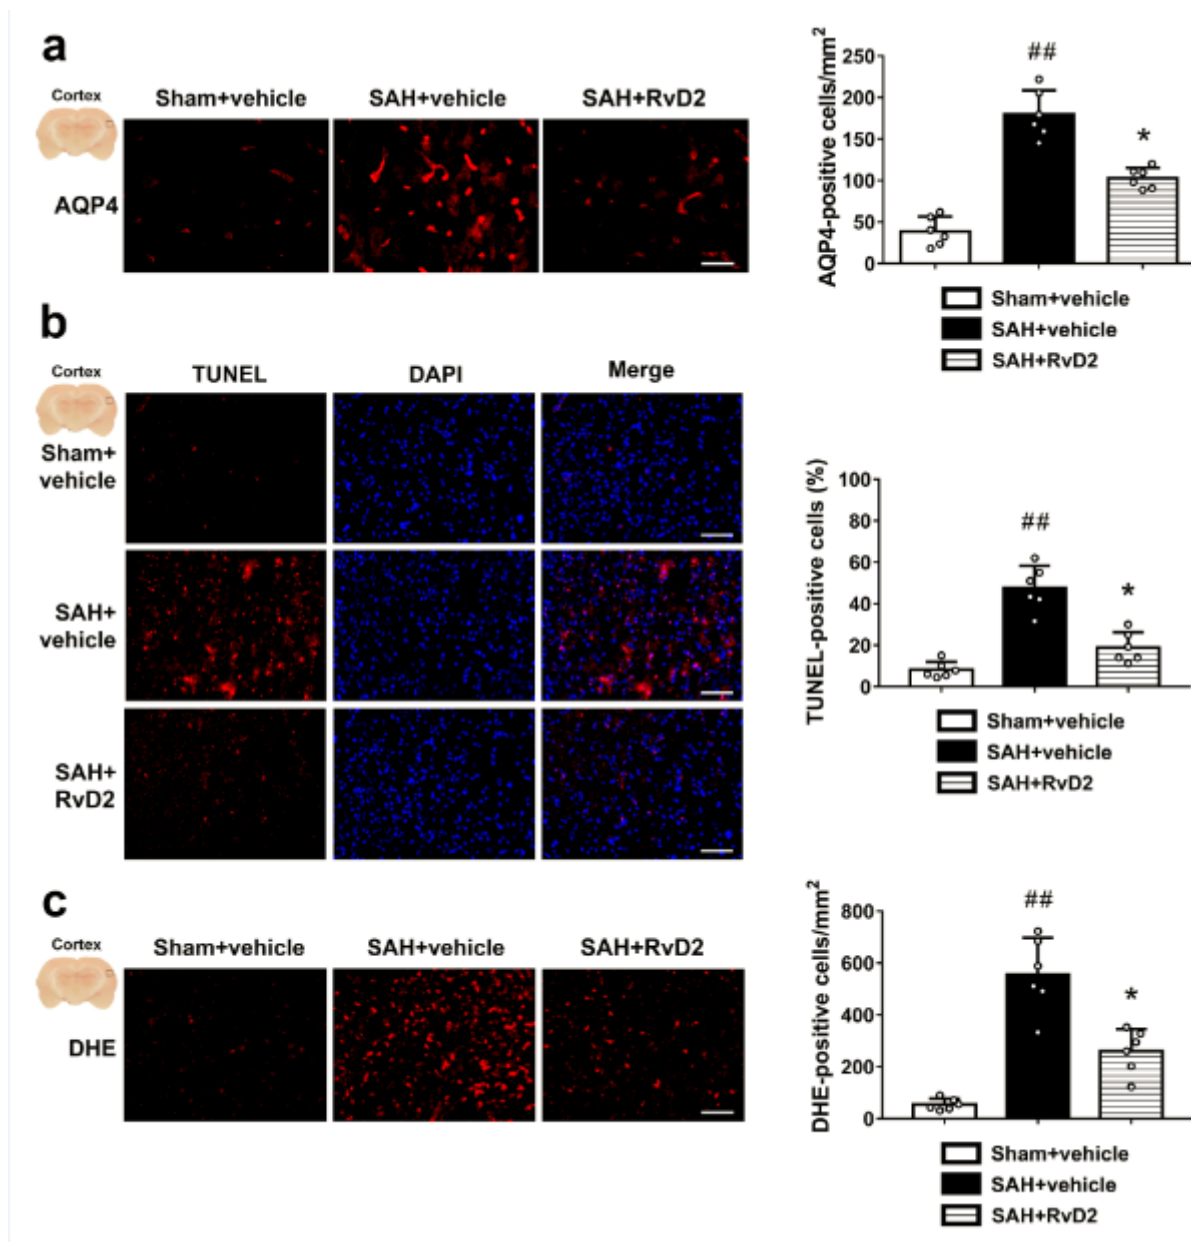 a
Cortex
Sham+vehicle SAH+vehicle SAH+RvD2
AQP4
AQP4-positive cells/mm2
250
200
150
100
50
0
##
*
Sham+vehicle
SAH+vehicle
SAH+RvD2
b
Cortex
TUNEL DAPI Merge
Sham+
vehicle
SAH+
vehicle
SAH+
RvD2
TUNEL-positive cells (%)
100
80
60
40
20
0
##
*
Sham+vehicle
SAH+vehicle
SAH+RvD2
c
Cortex
Sham+vehicle SAH+vehicle SAH+RvD2
DHE
DHE-positive cells/mm2
800
600
400
200
0
##
*
Sham+vehicle
SAH+vehicle
SAH+RvD2